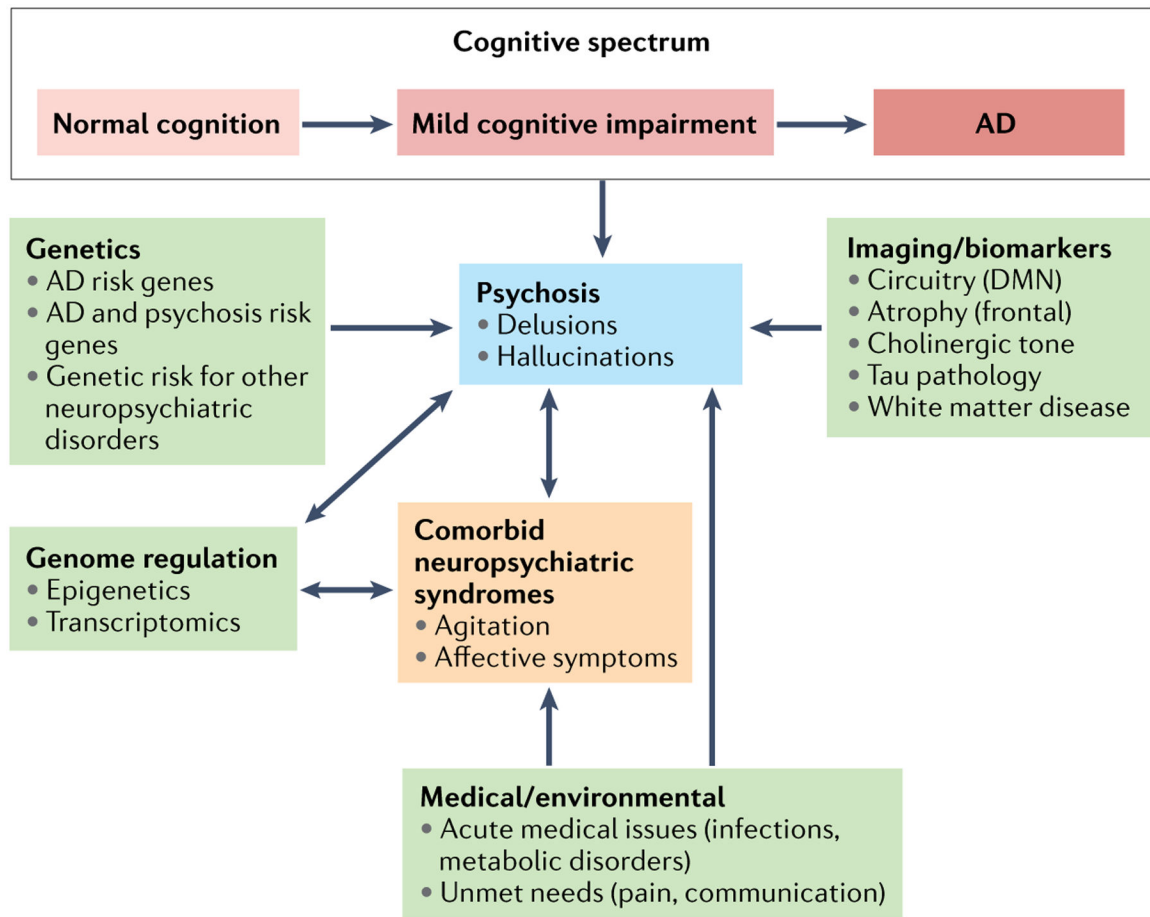 Cognitive spectrum
Normal cognition
Mild cognitive impairment
AD
Genetics
• AD risk genes
• AD and psychosis risk
genes
• Genetic risk for other
neuropsychiatric
disorders
Psychosis
• Delusions
• Hallucinations
Imaging/biomarkers
• Circuitry (DMN)
• Atrophy (frontal)
• Cholinergic tone
• Tau pathology
• White matter disease
Genome regulation
• Epigenetics
• Transcriptomics
Comorbid
neuropsychiatric
syndromes
• Agitation
• Affective symptoms
Medical/environmental
• Acute medical issues (infections,
metabolic disorders)
• Unmet needs (pain, communication)